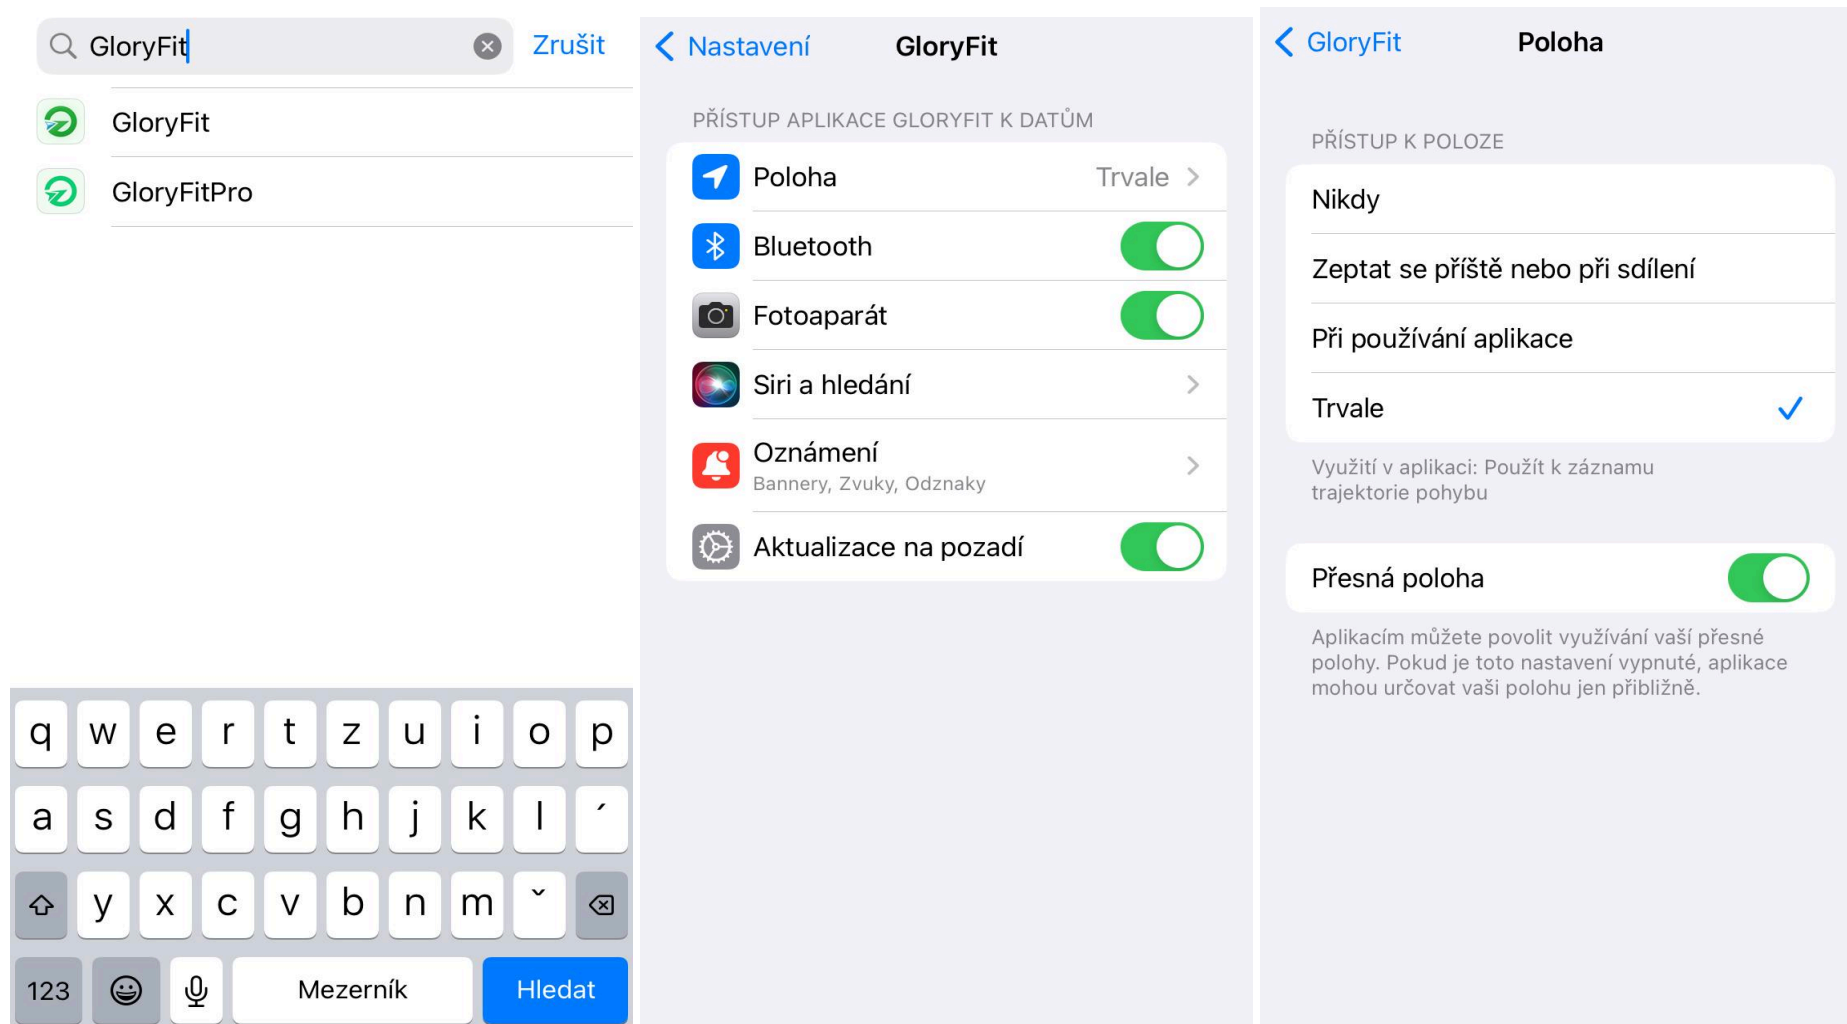 GloryFit
Zrušit
GloryFit
GloryFitPro
q w e r t z u i o p
a s d f g h j k l ´
y x c v b n m ˇ
123
Mezerník
Hledat
Nastavení
GloryFit
PŘÍSTUP APLIKACE GLORYFIT K DATŮM
Poloha
Trvale
Bluetooth
Fotoaparát
Siri a hledání
Oznámení
Bannery, Zvuky, Odznaky
Aktualizace na pozadí
GloryFit
Poloha
PŘÍSTUP K POLOZE
Nikdy
Zeptat se příště nebo při sdílení
Při používání aplikace
Trvale
Využití v aplikaci: Použít k záznamu
trajektorie pohybu
Přesná poloha
Aplikacím můžete povolit využívání vaší přesné
polohy. Pokud je toto nastavení vypnuté, aplikace
mohou určovat vaši polohu jen přibližně.